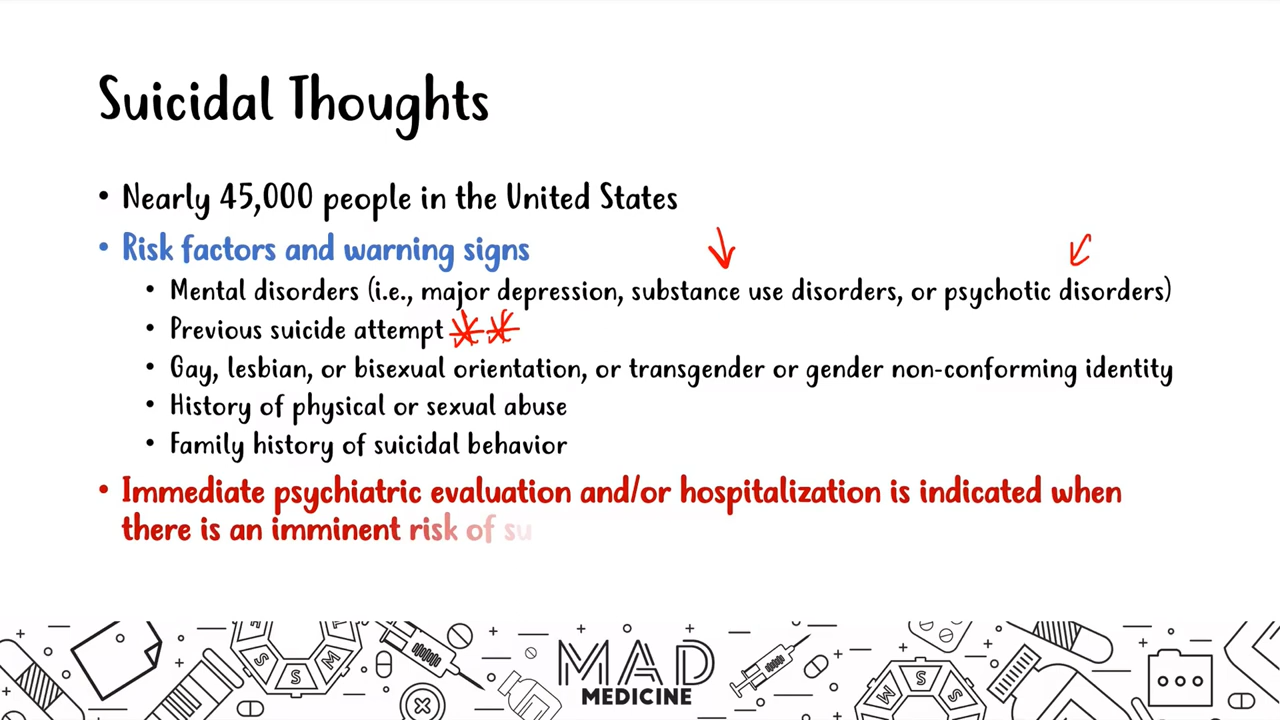 Suicidal Thoughts
• Nearly 45,000 people in the United States
• Risk factors and warning signs
• Mental disorders (i.e., major depression, substance use disorders, or psychotic disorders)
• Previous suicide attempt **
• Gay, lesbian, or bisexual orientation, or transgender or gender non-conforming identity
• History of physical or sexual abuse
• Family history of suicidal behavior
• Immediate psychiatric evaluation and/or hospitalization is indicated when
there is an imminent risk of su
MAD
MEDICINE